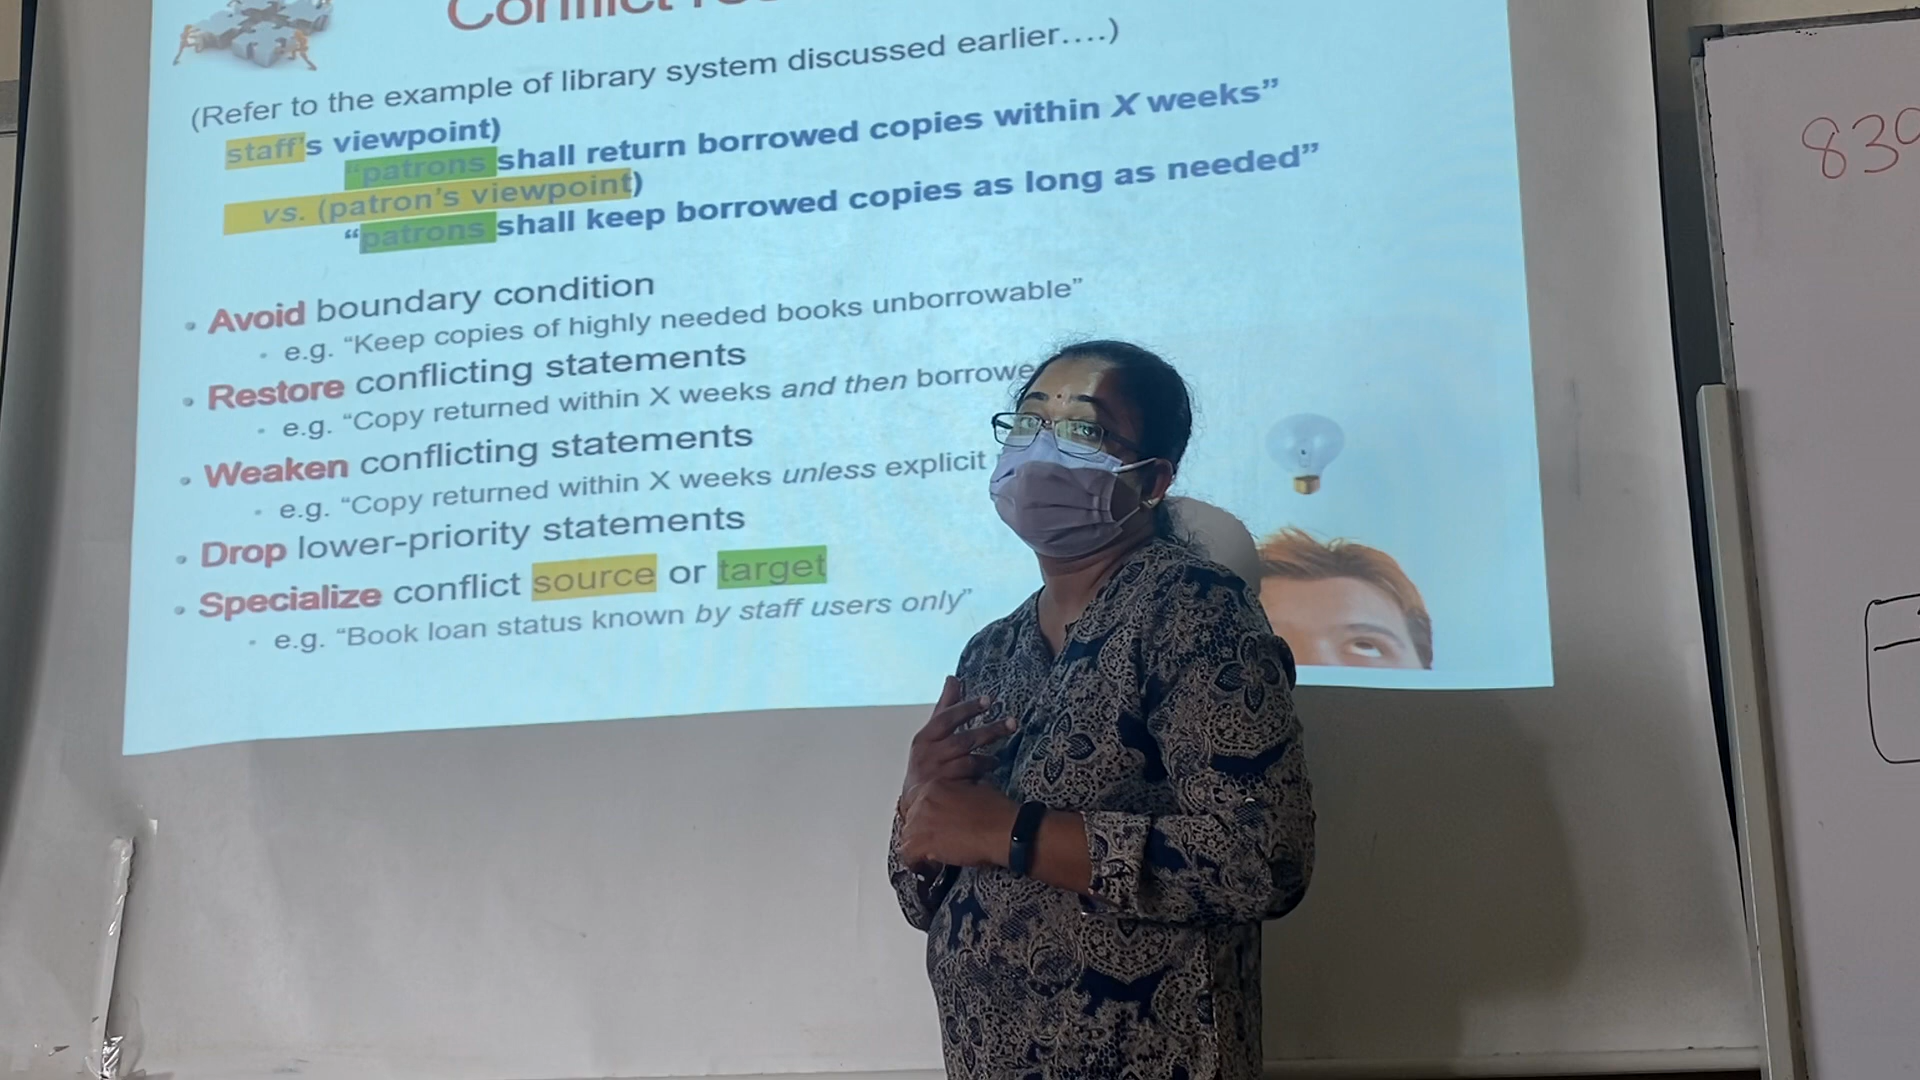 Conflict
(Refer to the example of library system discussed earlier….)
staff's viewpoint)
“patrons shall return borrowed copies within X weeks”
vs. (patron's viewpoint)
“patrons shall keep borrowed copies as long as needed”
• Avoid boundary condition
• e.g. “Keep copies of highly needed books unborrowable”
• Restore conflicting statements
• e.g. “Copy returned within X weeks and then borrowe
• Weaken conflicting statements
• e.g. “Copy returned within X weeks unless explicit
• Drop lower-priority statements
• Specialize conflict source or target
• e.g. “Book loan status known by staff users only”
83